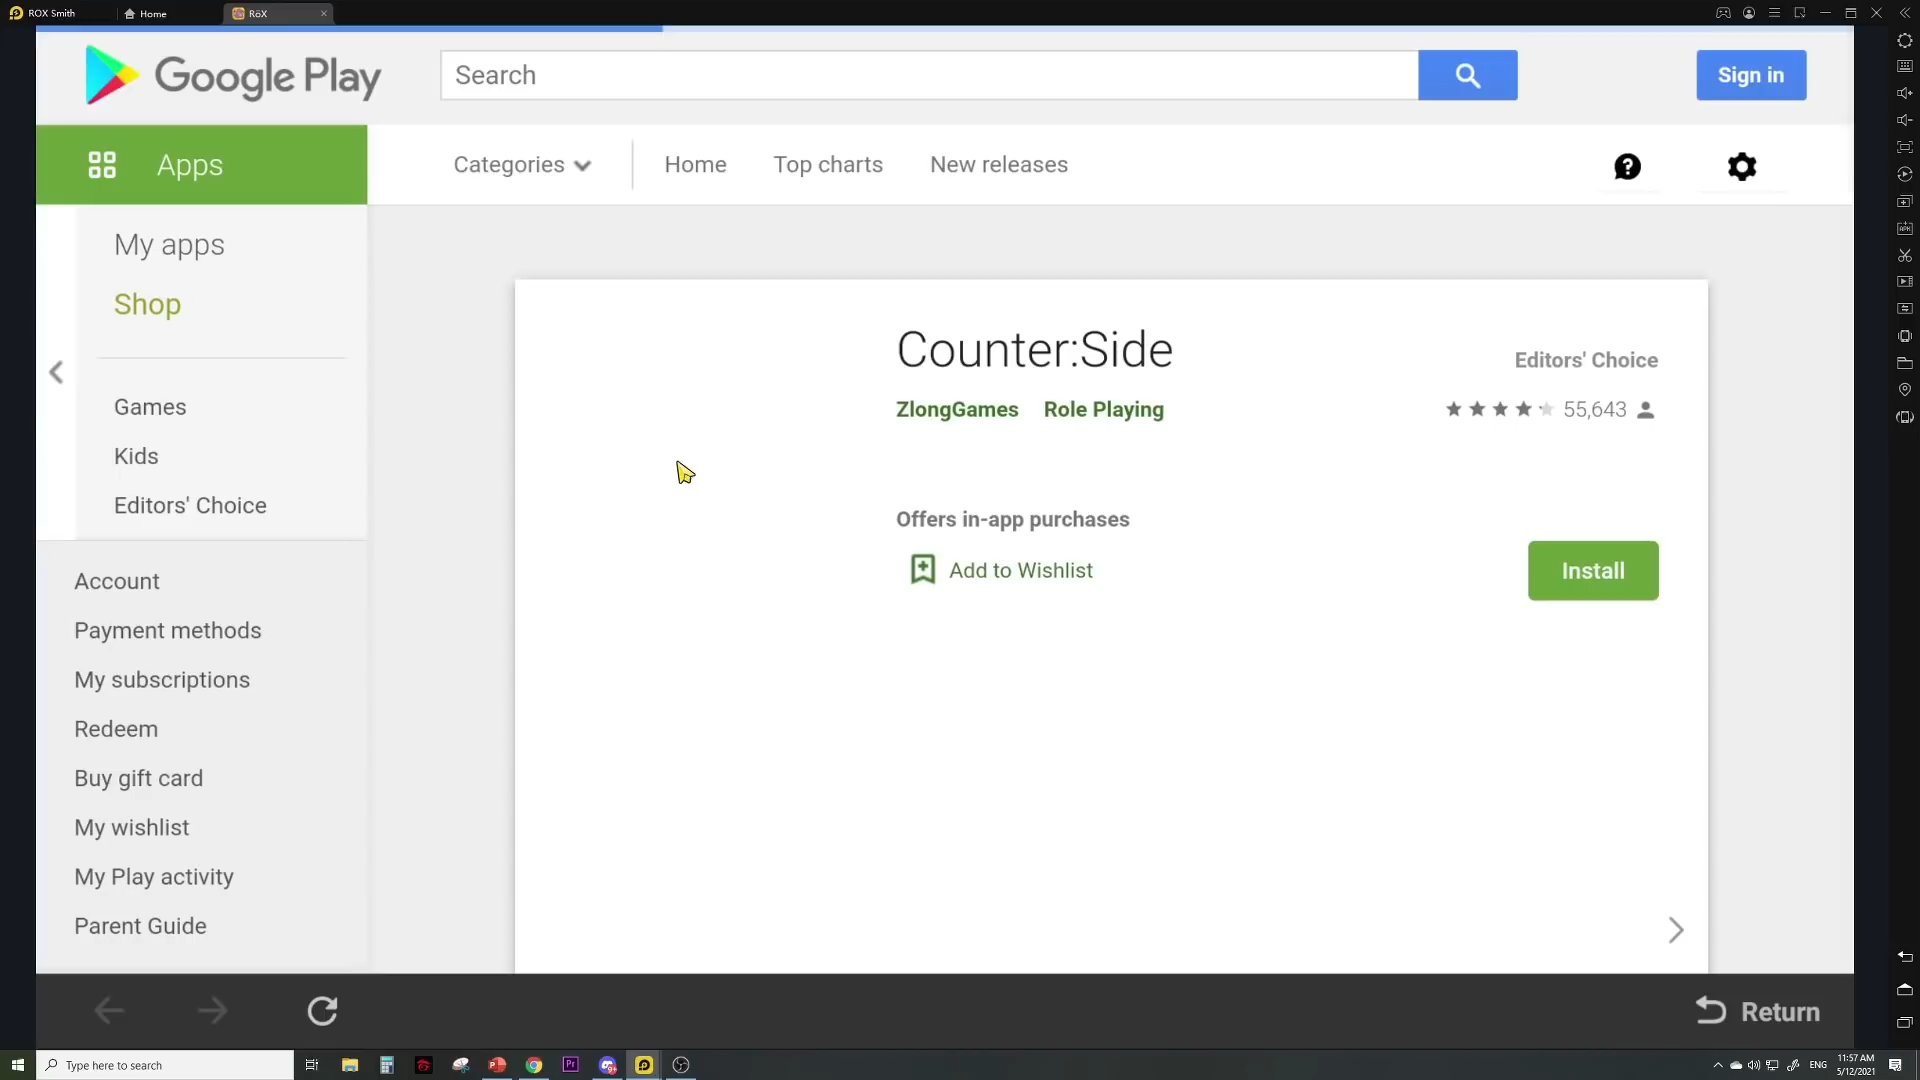 ROX Smith
Home
RöX
Google Play
Search
Sign in
Apps
Categories
Home
Top charts
New releases
My apps
Shop
Games
Kids
Editors' Choice
Account
Payment methods
My subscriptions
Redeem
Buy gift card
My wishlist
My Play activity
Parent Guide
Counter:Side
Editors' Choice
ZlongGames Role Playing
55,643
Offers in-app purchases
Add to Wishlist
Install
Return
Type here to search
ENG
11:57 AM
5/12/2021